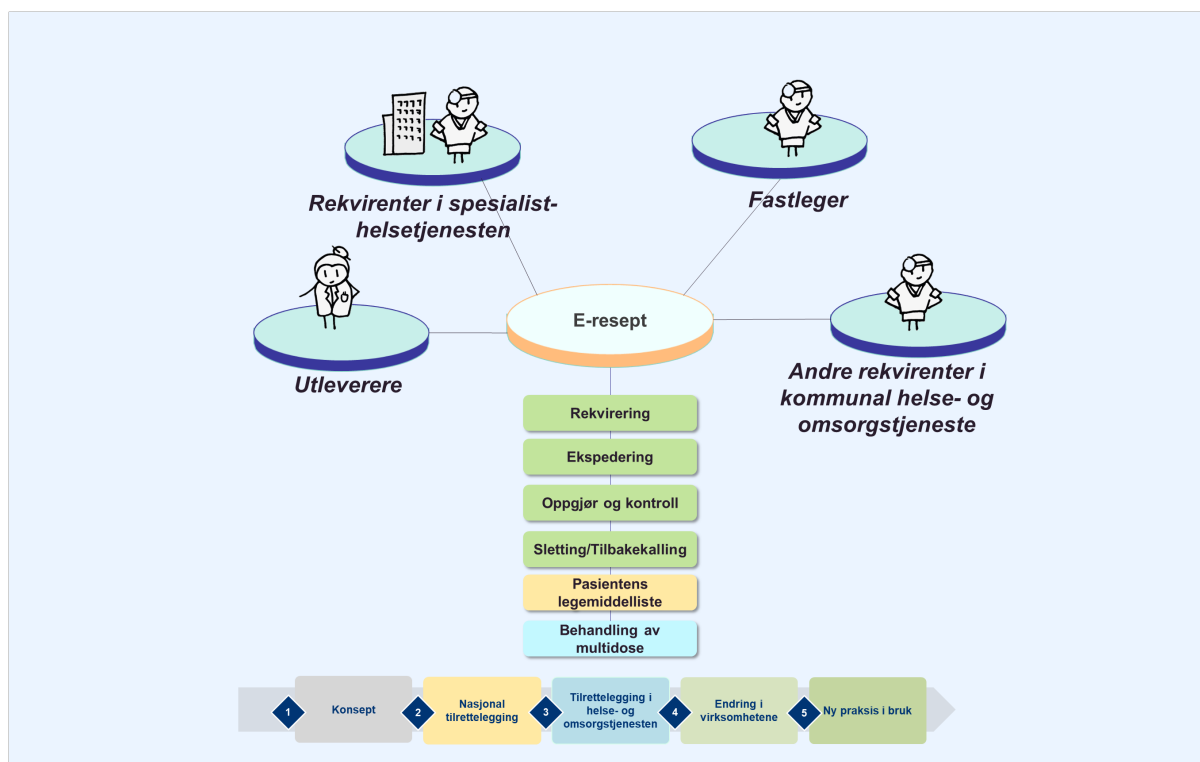 Rekvirenter i spesialist-
helsetjenesten
Fastleger
Utleverere
E-resept
Andre rekvirenter i
kommunal helse- og
omsorgstjeneste
Rekvirering
Ekspedering
Oppgjør og kontroll
Sletting/Tilbakekalling
Pasientens
legemiddelliste
Behandling av
multidose
1
Konsept
2
Nasjonal
tilrettelegging
3
Tilrettelegging i
helse- og
omsorgstjenesten
4
Endring i
virksomhetene
5
Ny praksis i bruk